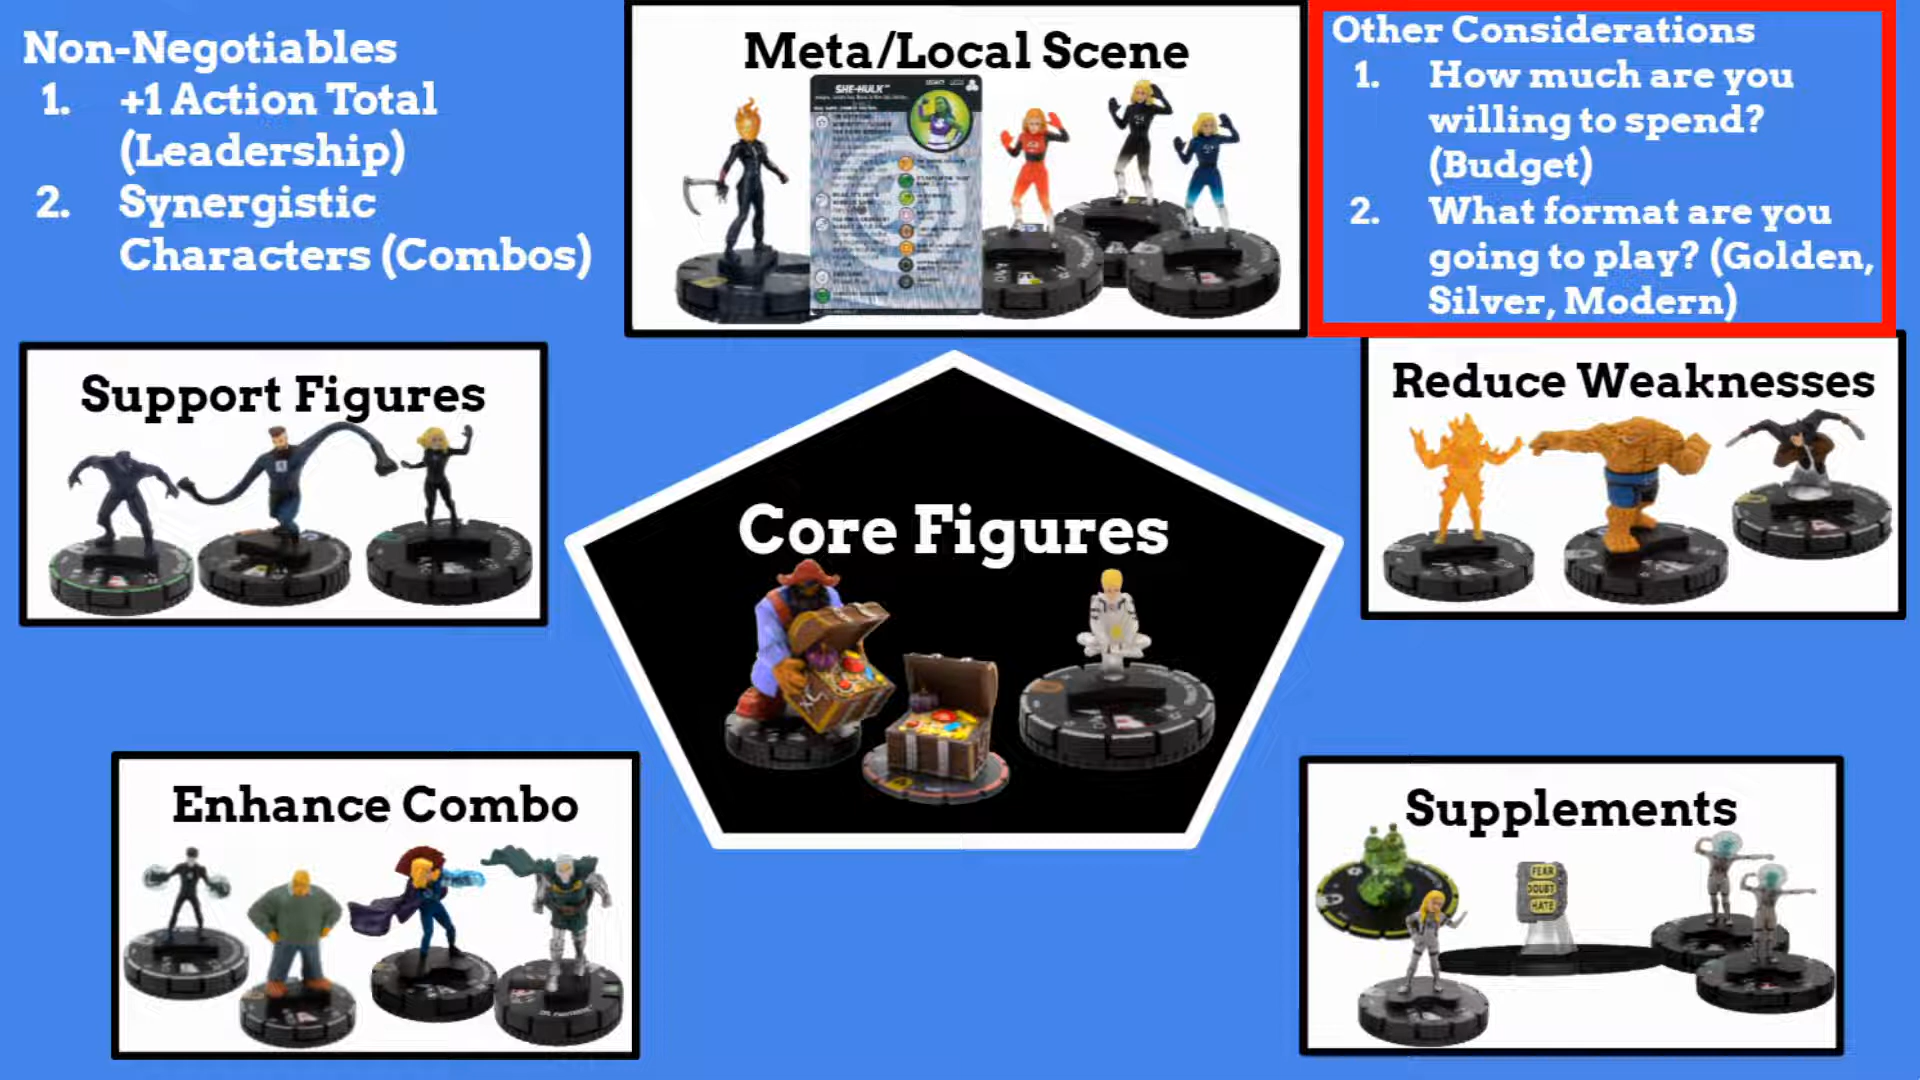 Non-Negotiables
1. +1 Action Total
(Leadership)
2. Synergistic
Characters (Combos)
Meta/Local Scene
SHE-HULK
Other Considerations
1. How much are you
willing to spend?
(Budget)
2. What format are you
going to play? (Golden,
Silver, Modern)
Support Figures
Reduce Weaknesses
Core Figures
Enhance Combo
Supplements
FEAR
DOUBT
HATE